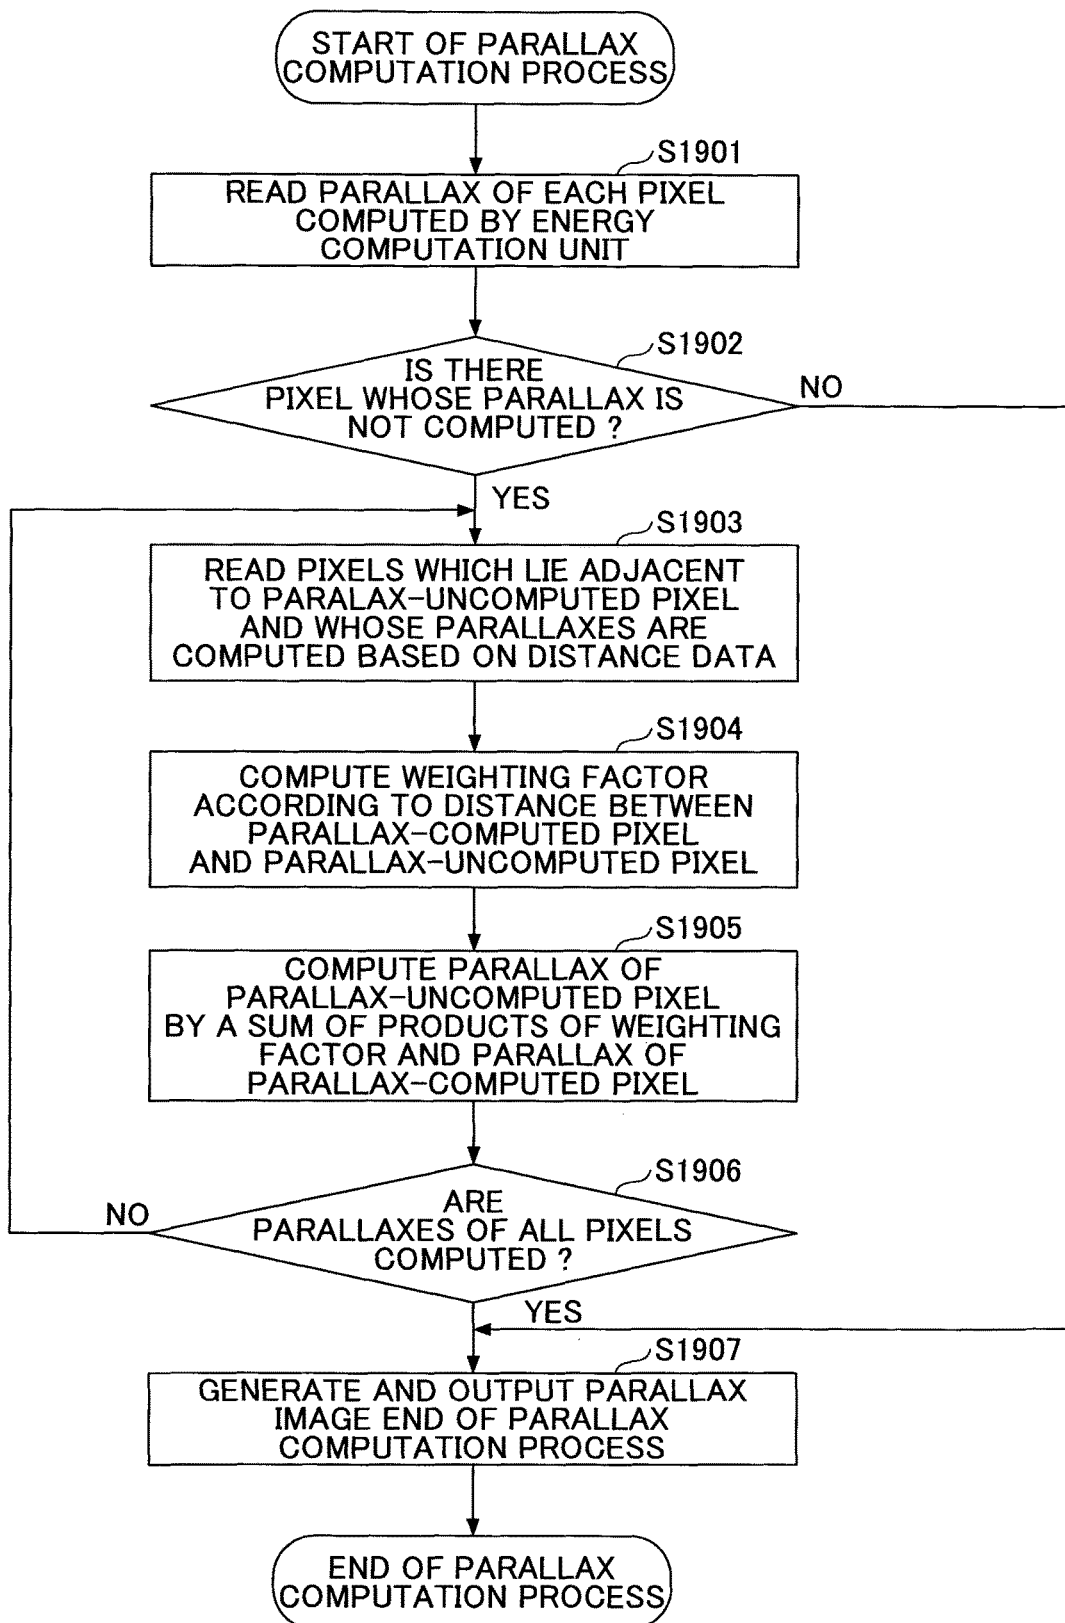 START OF PARALLAX
COMPUTATION PROCESS
S1901
READ PARALLAX OF EACH PIXEL
COMPUTED BY ENERGY
COMPUTATION UNIT
S1902
IS THERE
PIXEL WHOSE PARALLAX IS
NOT COMPUTED ?
NO
YES
S1903
READ PIXELS WHICH LIE ADJACENT
TO PARALAX-UNCOMPUTED PIXEL
AND WHOSE PARALLAXES ARE
COMPUTED BASED ON DISTANCE DATA
S1904
COMPUTE WEIGHTING FACTOR
ACCORDING TO DISTANCE BETWEEN
PARALLAX-COMPUTED PIXEL
AND PARALLAX-UNCOMPUTED PIXEL
S1905
COMPUTE PARALLAX OF
PARALLAX-UNCOMPUTED PIXEL
BY A SUM OF PRODUCTS OF WEIGHTING
FACTOR AND PARALLAX OF
PARALLAX-COMPUTED PIXEL
S1906
ARE
PARALLAXES OF ALL PIXELS
COMPUTED ?
NO
YES
S1907
GENERATE AND OUTPUT PARALLAX
IMAGE END OF PARALLAX
COMPUTATION PROCESS
END OF PARALLAX
COMPUTATION PROCESS